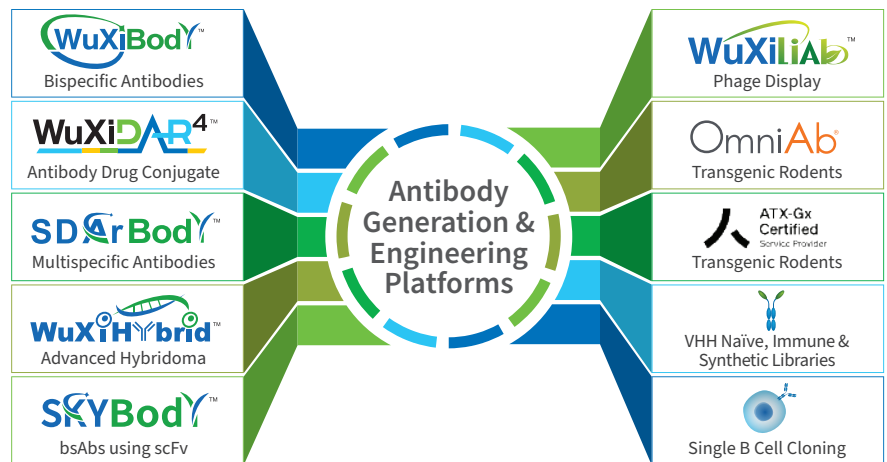 WuXiBody™
Bispecific Antibodies
WuXiDAR4™
Antibody Drug Conjugate
SDArBody™
Multispecific Antibodies
WuXiHybrid™
Advanced Hybridoma
SKYBody™
bsAbs using scFv
Antibody
Generation &
Engineering
Platforms
WuXiLiAb™
Phage Display
OmniAb®
Transgenic Rodents
ATX-Gx
Certified
Service Provider
Transgenic Rodents
VHH Naïve, Immune &
Synthetic Libraries
Single B Cell Cloning